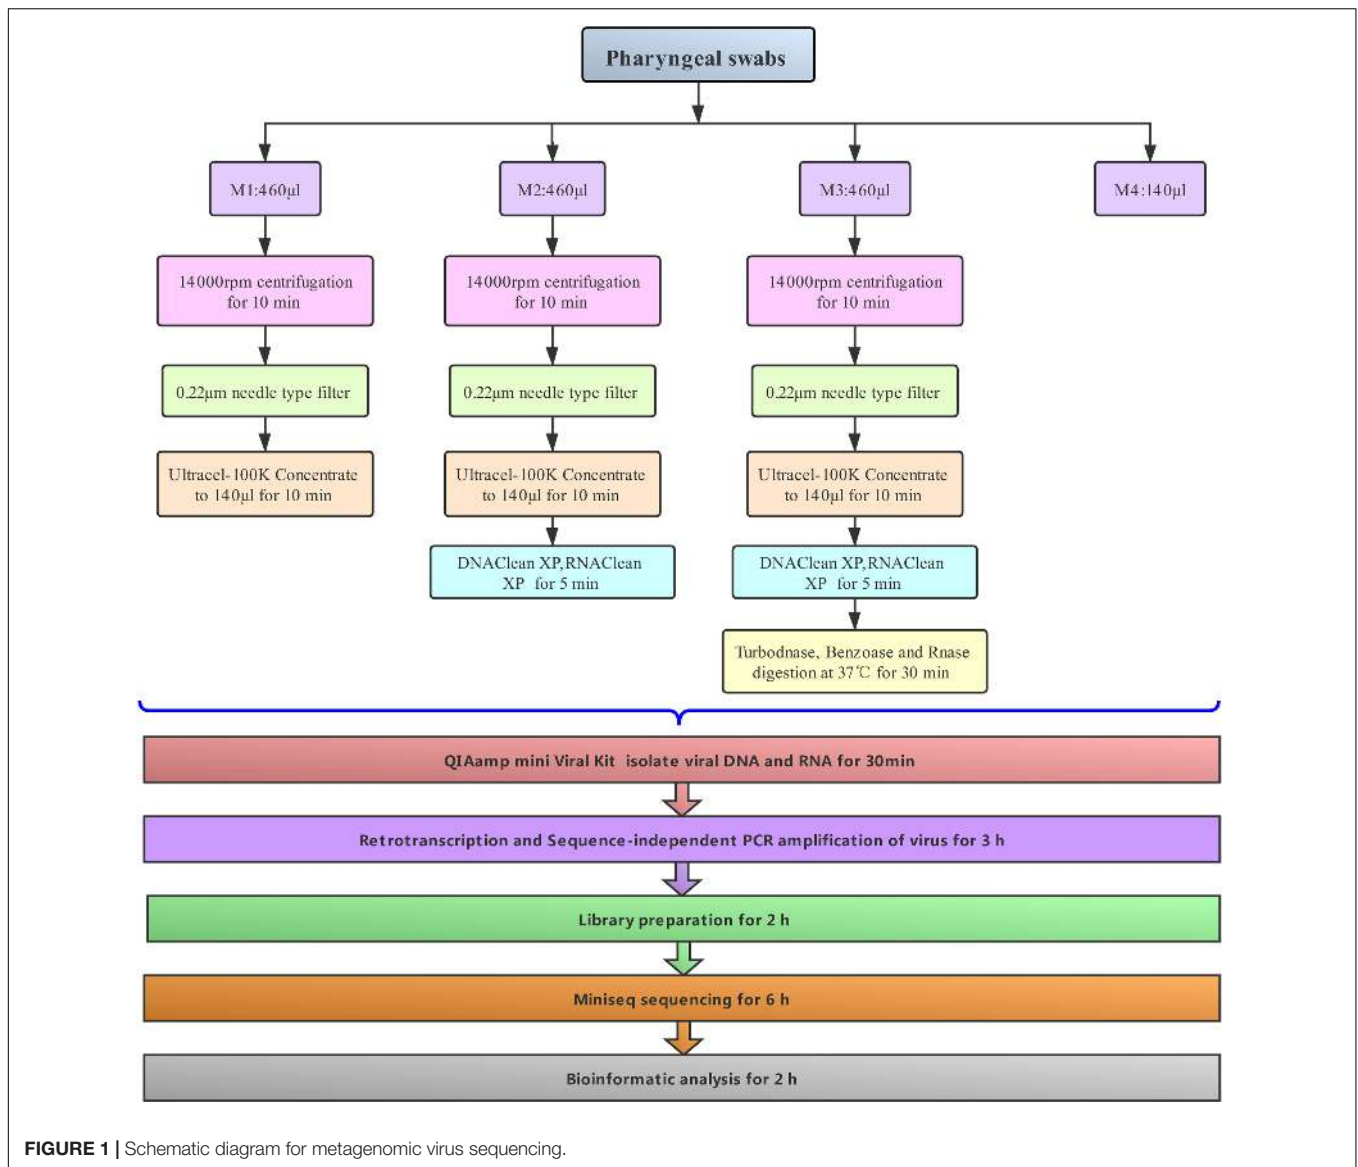 Pharyngeal swabs
M1:460μl
M2:460μl
M3:460μl
M4:140μl
14000rpm centrifugation
for 10 min
14000rpm centrifugation
for 10 min
14000rpm centrifugation
for 10 min
0.22μm needle type filter
0.22μm needle type filter
0.22μm needle type filter
Ultracel-100K Concentrate
to 140μl for 10 min
Ultracel-100K Concentrate
to 140μl for 10 min
Ultracel-100K Concentrate
to 140μl for 10 min
DNAClean XP,RNAClean
XP for 5 min
DNAClean XP,RNAClean
XP for 5 min
Turbodnase, Benzoase and Rnase
digestion at 37℃ for 30 min
QIAamp mini Viral Kit isolate viral DNA and RNA for 30min
Retrotranscription and Sequence-independent PCR amplification of virus for 3 h
Library preparation for 2 h
Miniseq sequencing for 6 h
Bioinformatic analysis for 2 h
FIGURE 1 | Schematic diagram for metagenomic virus sequencing.